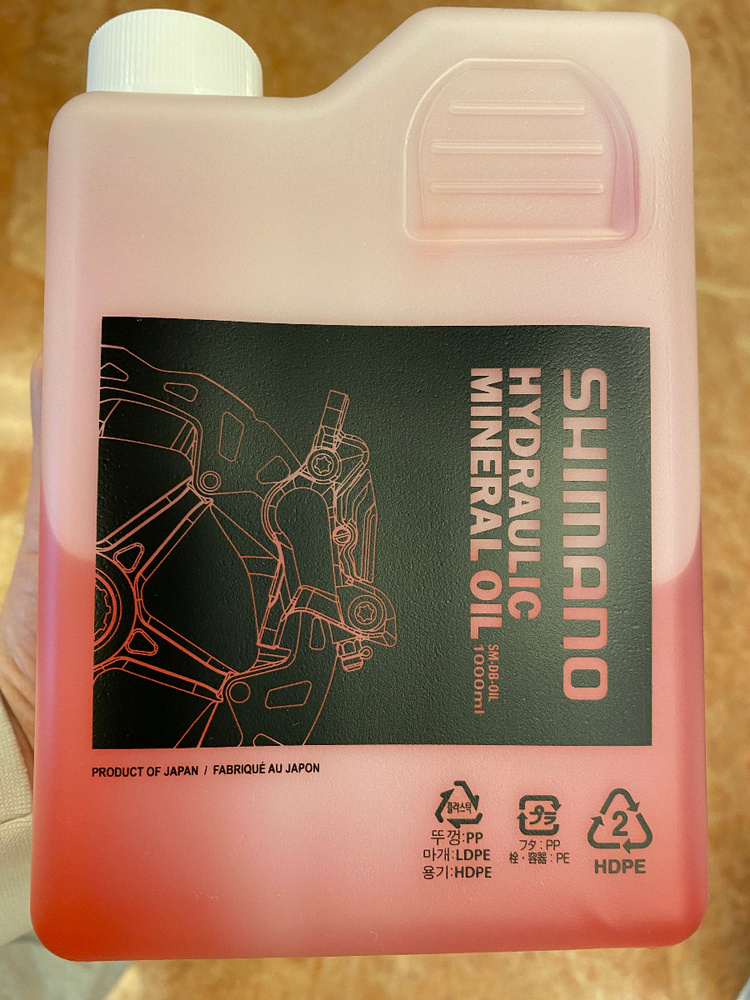 SHIMANO
HYDRAULIC
MINERAL OIL
SM-DB-OIL
1000ml
PRODUCT OF JAPAN / FABRIQUÉ AU JAPON
플라스틱
뚜껑:PP
마개:LDPE
용기:HDPE
プラ
フタ : PP
栓・容器 : PE
2
HDPE